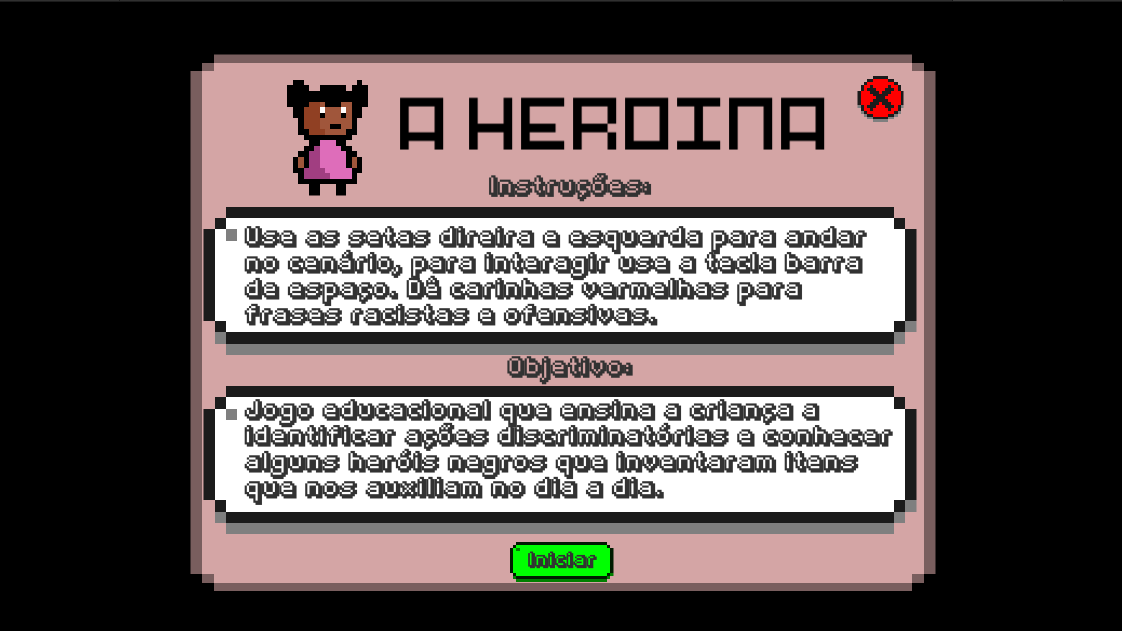 A HEROINA
Instruções:
Use as setas direira e esquerda para andar
no cenário, para interagir use a tecla barra
de espaço. Dê carinhas vermelhas para
frases racistas e ofensivas.
Objetivo:
Jogo educacional que ensina a criança a
identificar ações discriminatórias e conhecer
alguns heróis negros que inventaram itens
que nos auxiliam no dia a dia.
Iniciar